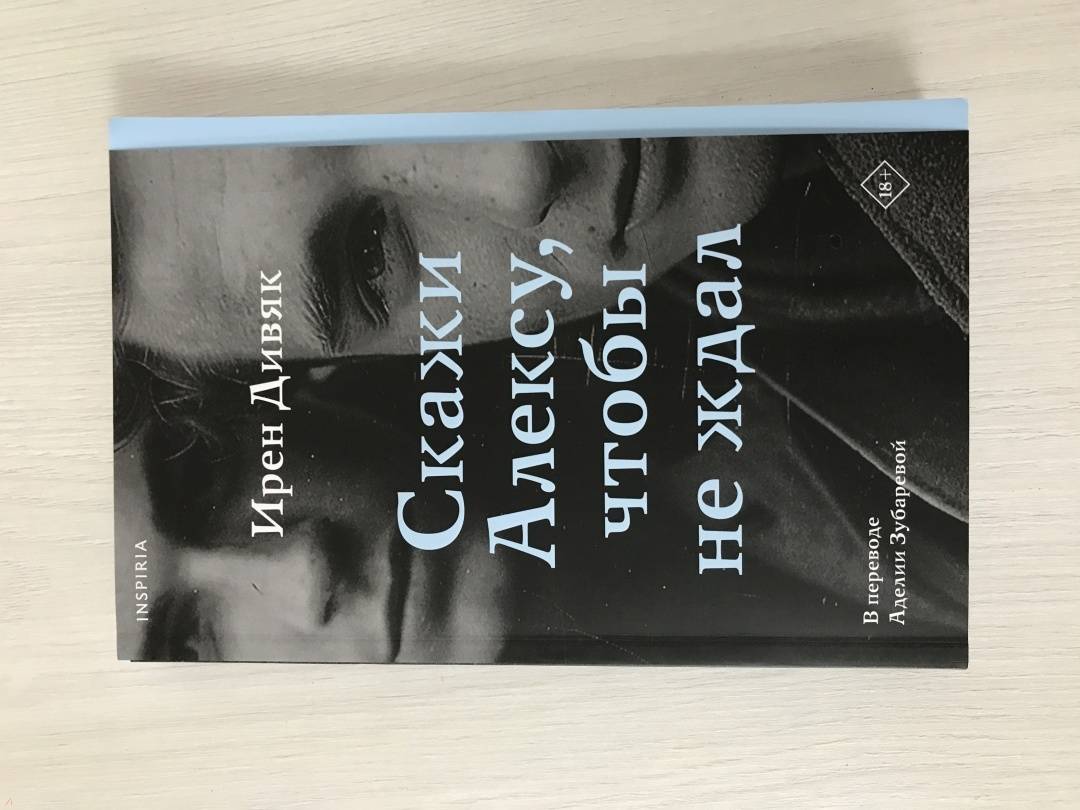 INSPIRIA
Ирен Дивяк
Скажи
Алексу,
чтобы
не ждал
В переводе
Аделии Зубаревой
18+